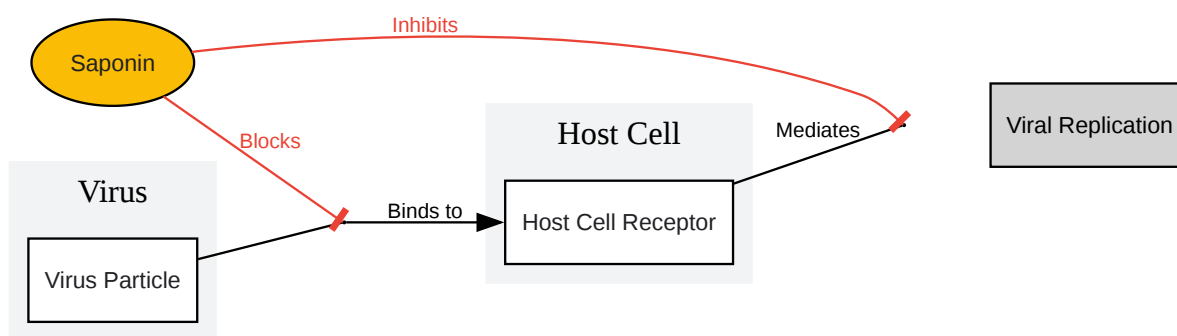 Inhibits
Saponin
Blocks
Host Cell
Mediates
Viral Replication
Virus
Binds to
Host Cell Receptor
Virus Particle